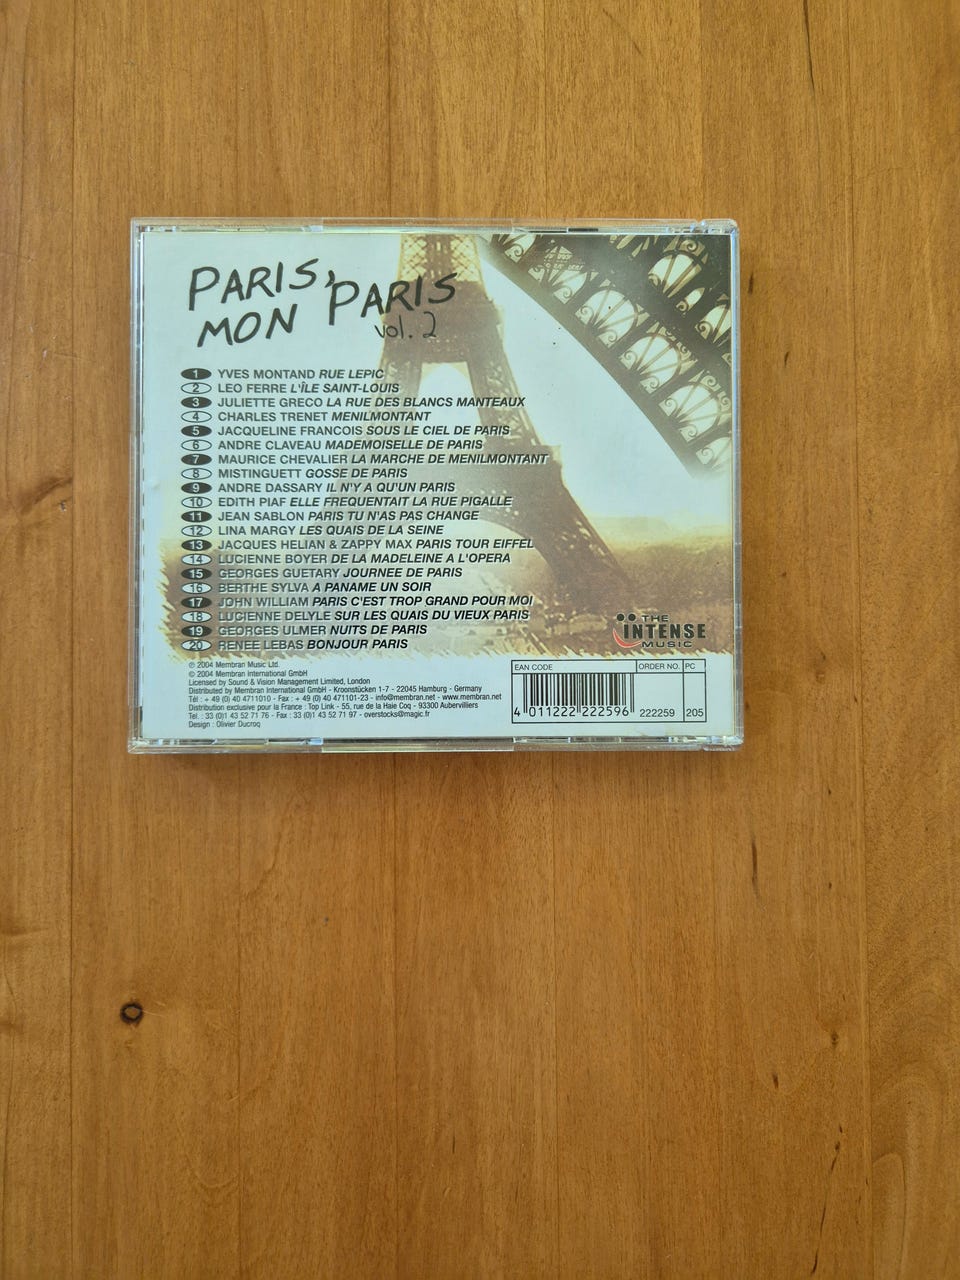 PARIS,
MON PARIS
vol. 2
1 YVES MONTAND RUE LEPIC
2 LEO FERRE L'ÎLE SAINT-LOUIS
3 JULIETTE GRECO LA RUE DES BLANCS MANTEAUX
4 CHARLES TRENET MENILMONTANT
5 JACQUELINE FRANCOIS SOUS LE CIEL DE PARIS
6 ANDRE CLAVEAU MADEMOISELLE DE PARIS
7 MAURICE CHEVALIER LA MARCHE DE MENILMONTANT
8 MISTINGUETT GOSSE DE PARIS
9 ANDRE DASSARY IL N'Y A QU'UN PARIS
10 EDITH PIAF ELLE FREQUENTAIT LA RUE PIGALLE
11 JEAN SABLON PARIS TU N'AS PAS CHANGE
12 LINA MARGY LES QUAIS DE LA SEINE
13 JACQUES HELIAN & ZAPPY MAX PARIS TOUR EIFFEL
14 LUCIENNE BOYER DE LA MADELEINE A L'OPERA
15 GEORGES GUETARY JOURNEE DE PARIS
16 BERTHE SYLVA A PANAME UN SOIR
17 JOHN WILLIAM PARIS C'EST TROP GRAND POUR MOI
18 LUCIENNE DELYLE SUR LES QUAIS DU VIEUX PARIS
19 GEORGES ULMER NUITS DE PARIS
20 RENEE LEBAS BONJOUR PARIS
THE
INTENSE
MUSIC
℗ 2004 Membran Music Ltd.
© 2004 Membran International GmbH
Licensed by Sound & Vision Management Limited, London
Distributed by Membran International GmbH - Kroonstücken 1-7 - 22045 Hamburg - Germany
Tel : + 49 (0) 40 4711010 - Fax : + 49 (0) 40 471101-23 - info@membran.net - www.membran.net
Distribution exclusive pour la France : Top Link - 55, rue de la Haie Coq - 93300 Aubervilliers
Tel. : 33 (0)1 43 52 71 76 - Fax : 33 (0)1 43 52 71 97 - overstocks@magic.fr
Design : Olivier Ducroq
EAN CODE ORDER NO. PC
4 011222 222596 222259 205